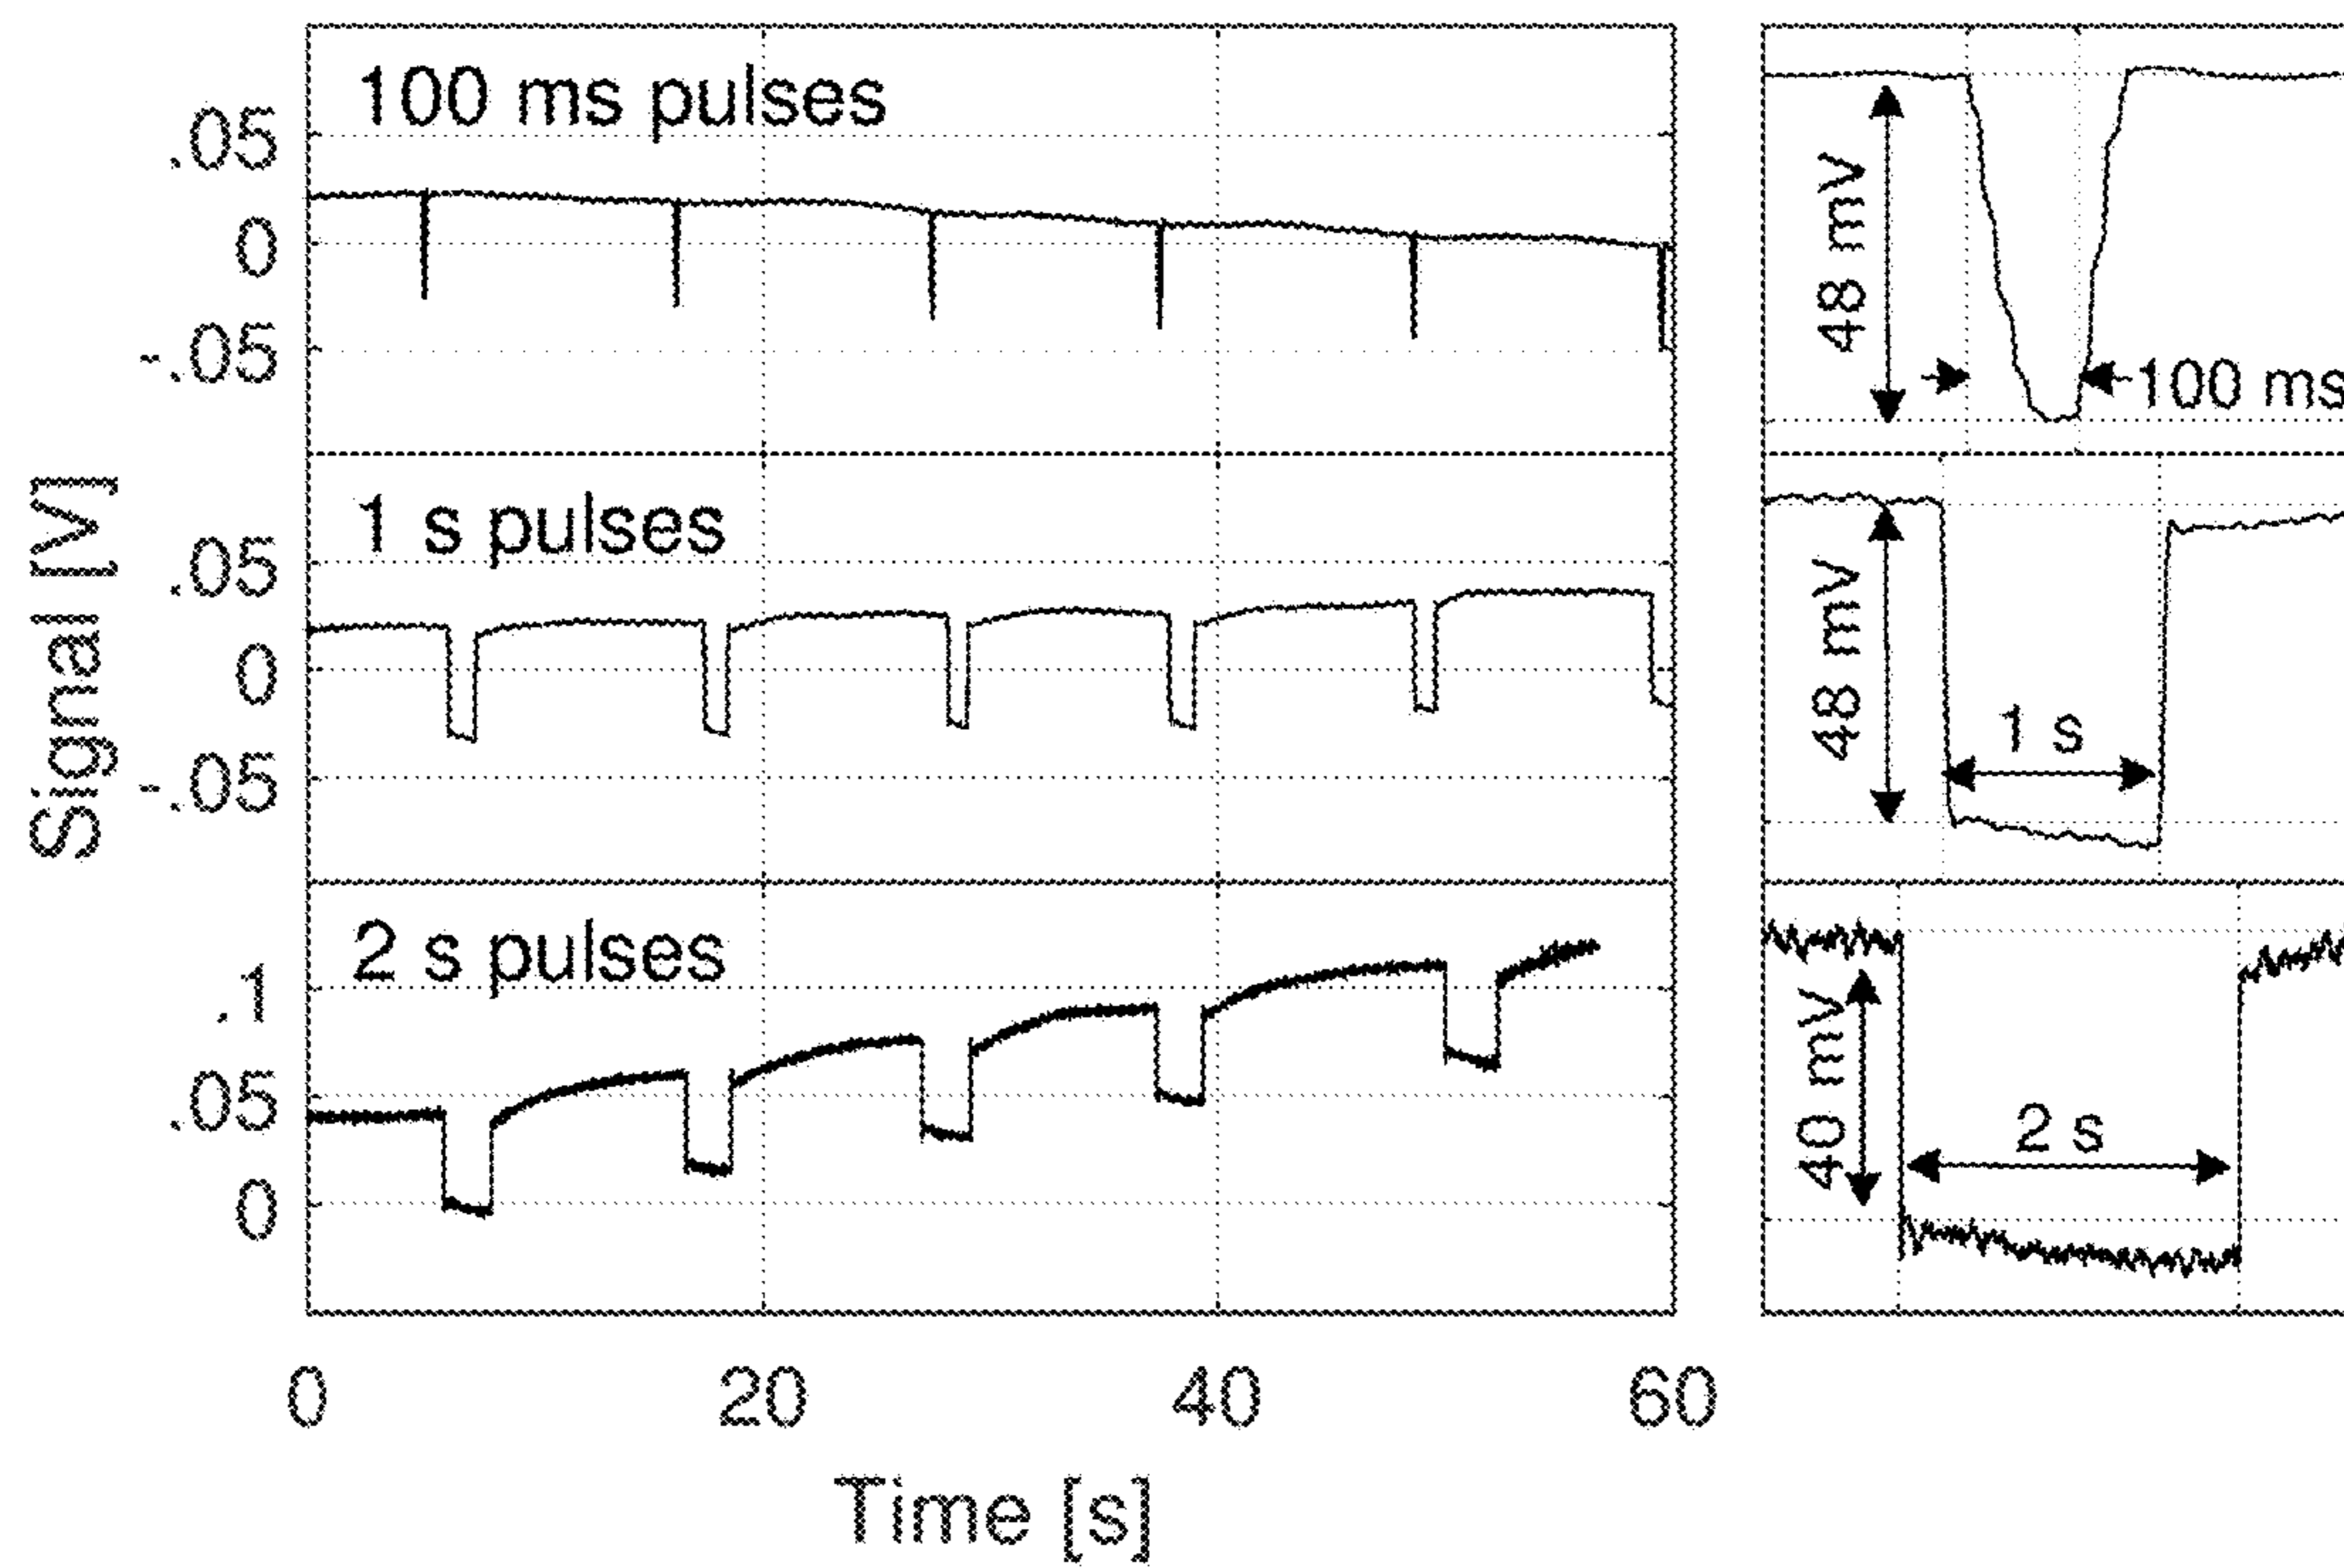 Signal [V]
100 ms pulses
.05
0
-.05
1 s pulses
.05
0
-.05
2 s pulses
.1
.05
0
0 20 40 60
Time [s]
48 mV
100 ms
48 mV
1 s
40 mV
2 s